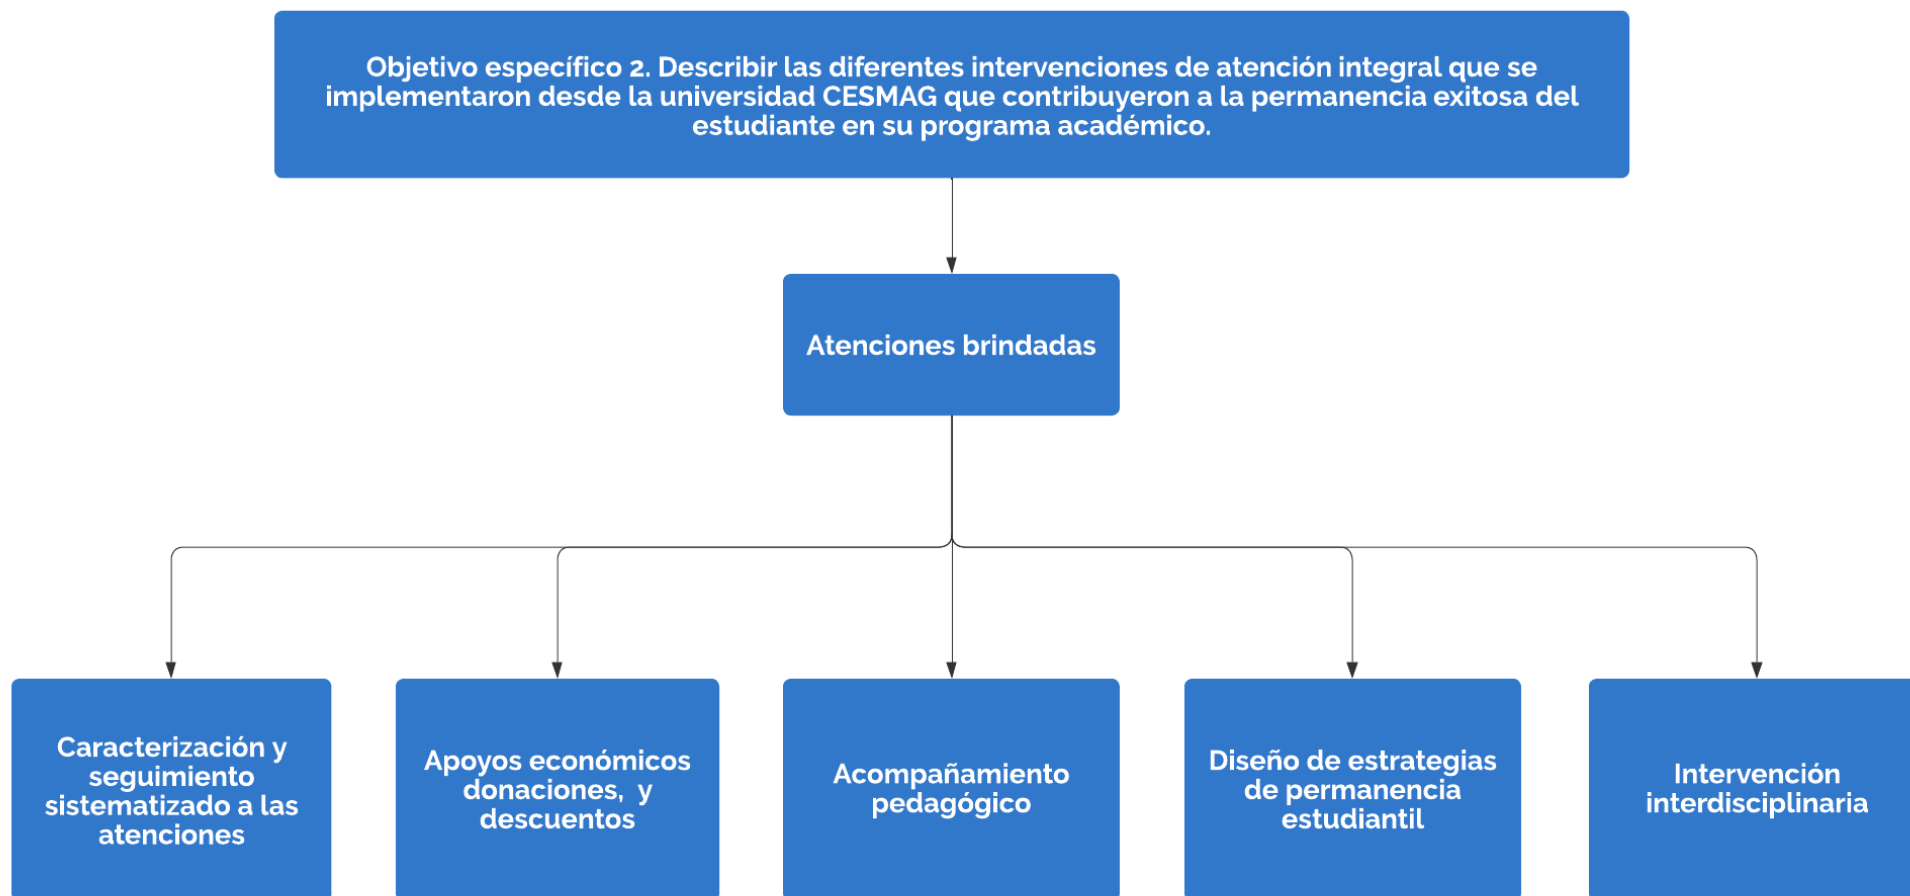 Objetivo específico 2. Describir las diferentes intervenciones de atención integral que se
implementaron desde la universidad CESMAG que contribuyeron a la permanencia exitosa del
estudiante en su programa académico.
Atenciones brindadas
Caracterización y
seguimiento
sistematizado a las
atenciones
Apoyos económicos
donaciones, y
descuentos
Acompañamiento
pedagógico
Diseño de estrategias
de permanencia
estudiantil
Intervención
interdisciplinaria